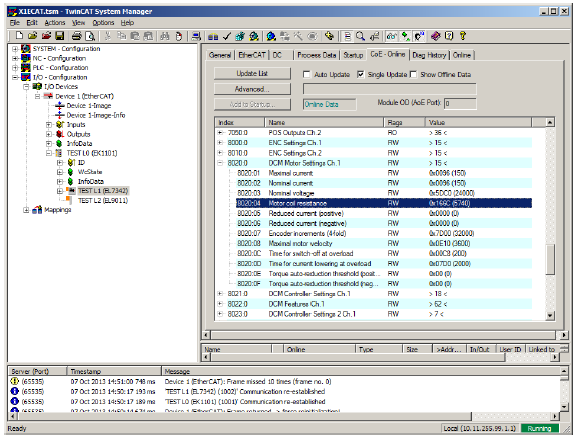 X1ECAT.tsm - TwinCAT System Manager
File Edit Actions View Options Help
SYSTEM - Configuration
NC - Configuration
PLC - Configuration
I/O - Configuration
I/O Devices
Device 1 (EtherCAT)
Device 1-Image
Device 1-Image-Info
Inputs
Outputs
InfoData
TEST L0 (EK1101)
ID
WcState
InfoData
TEST L1 (EL7342)
TEST L2 (EL9011)
Mappings
General EtherCAT DC Process Data Startup CoE - Online Diag History Online
Update List Auto Update Single Update Show Offline Data
Advanced...
Add to Startup... Online Data Module OD (AoE Port): 0
Index Name Flags Value
7050:0 POS Outputs Ch.2 RO > 36 <
8000:0 ENC Settings Ch.1 RW > 15 <
8010:0 ENC Settings Ch.2 RW > 15 <
8020:0 DCM Motor Settings Ch.1 RW > 15 <
8020:01 Maximal current RW 0x0096 (150)
8020:02 Nominal current RW 0x0096 (150)
8020:03 Nominal voltage RW 0x5DC0 (24000)
8020:04 Motor coil resistance RW 0x166C (5740)
8020:05 Reduced current (positive) RW 0x0000 (0)
8020:06 Reduced current (negative) RW 0x0000 (0)
8020:07 Encoder increments (4-fold) RW 0x7D00 (32000)
8020:08 Maximal motor velocity RW 0x0E10 (3600)
8020:0C Time for switch-off at overload RW 0x00C8 (200)
8020:0D Time for current lowering at overload RW 0x07D0 (2000)
8020:0E Torque auto-reduction threshold (posit... RW 0x00 (0)
8020:0F Torque auto-reduction threshold (neg... RW 0x00 (0)
8021:0 DCM Controller Settings Ch.1 RW > 18 <
8022:0 DCM Features Ch.1 RW > 62 <
8023:0 DCM Controller Settings 2 Ch.1 RW > 7 <
Name Online Type Size >Addr... In/Out User ID Linked to
Server (Port) Timestamp Message
(65535) 07 Oct 2013 14:51:00 748 ms Device 1 (EtherCAT): Frame missed 10 times (frame no. 0)
(65535) 07 Oct 2013 14:50:17 193 ms 'TEST L1 (EL7342) (1002)' Communication re-established
(65535) 07 Oct 2013 14:50:17 189 ms 'TEST L0 (EK1101) (1001)' Communication re-established
Ready Local (10.11.255.99.1.1) Running